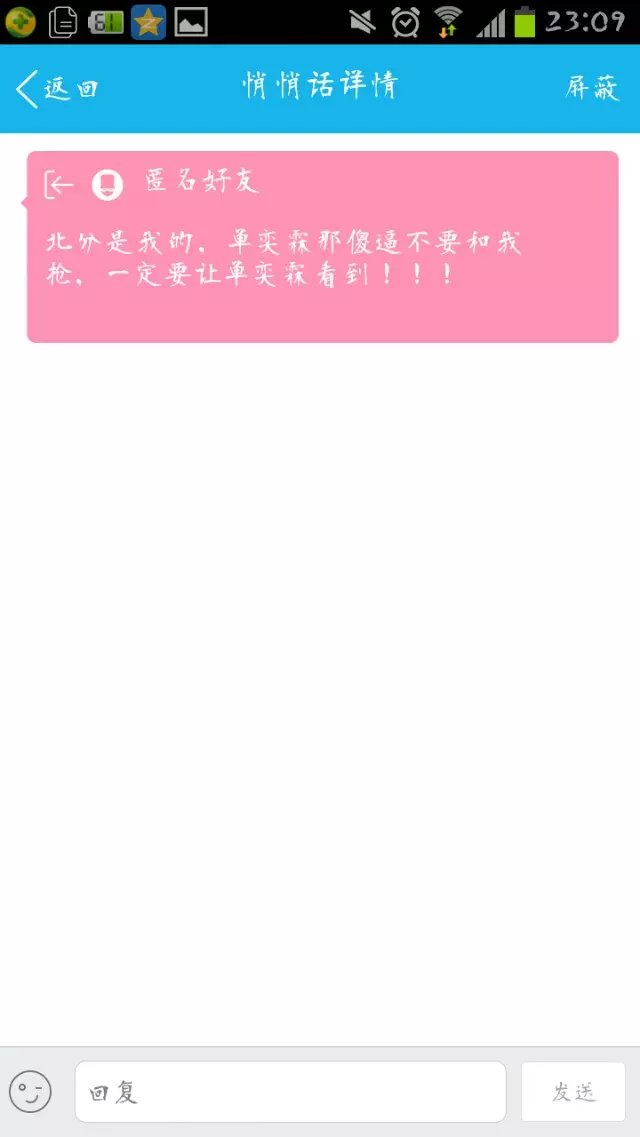 61
23:09
返回
悄悄话详情
屏蔽
匿名好友
北分是我的，单奕霖那傻逼不要和我
抢，一定要让单奕霖看到！！！
回复
发送